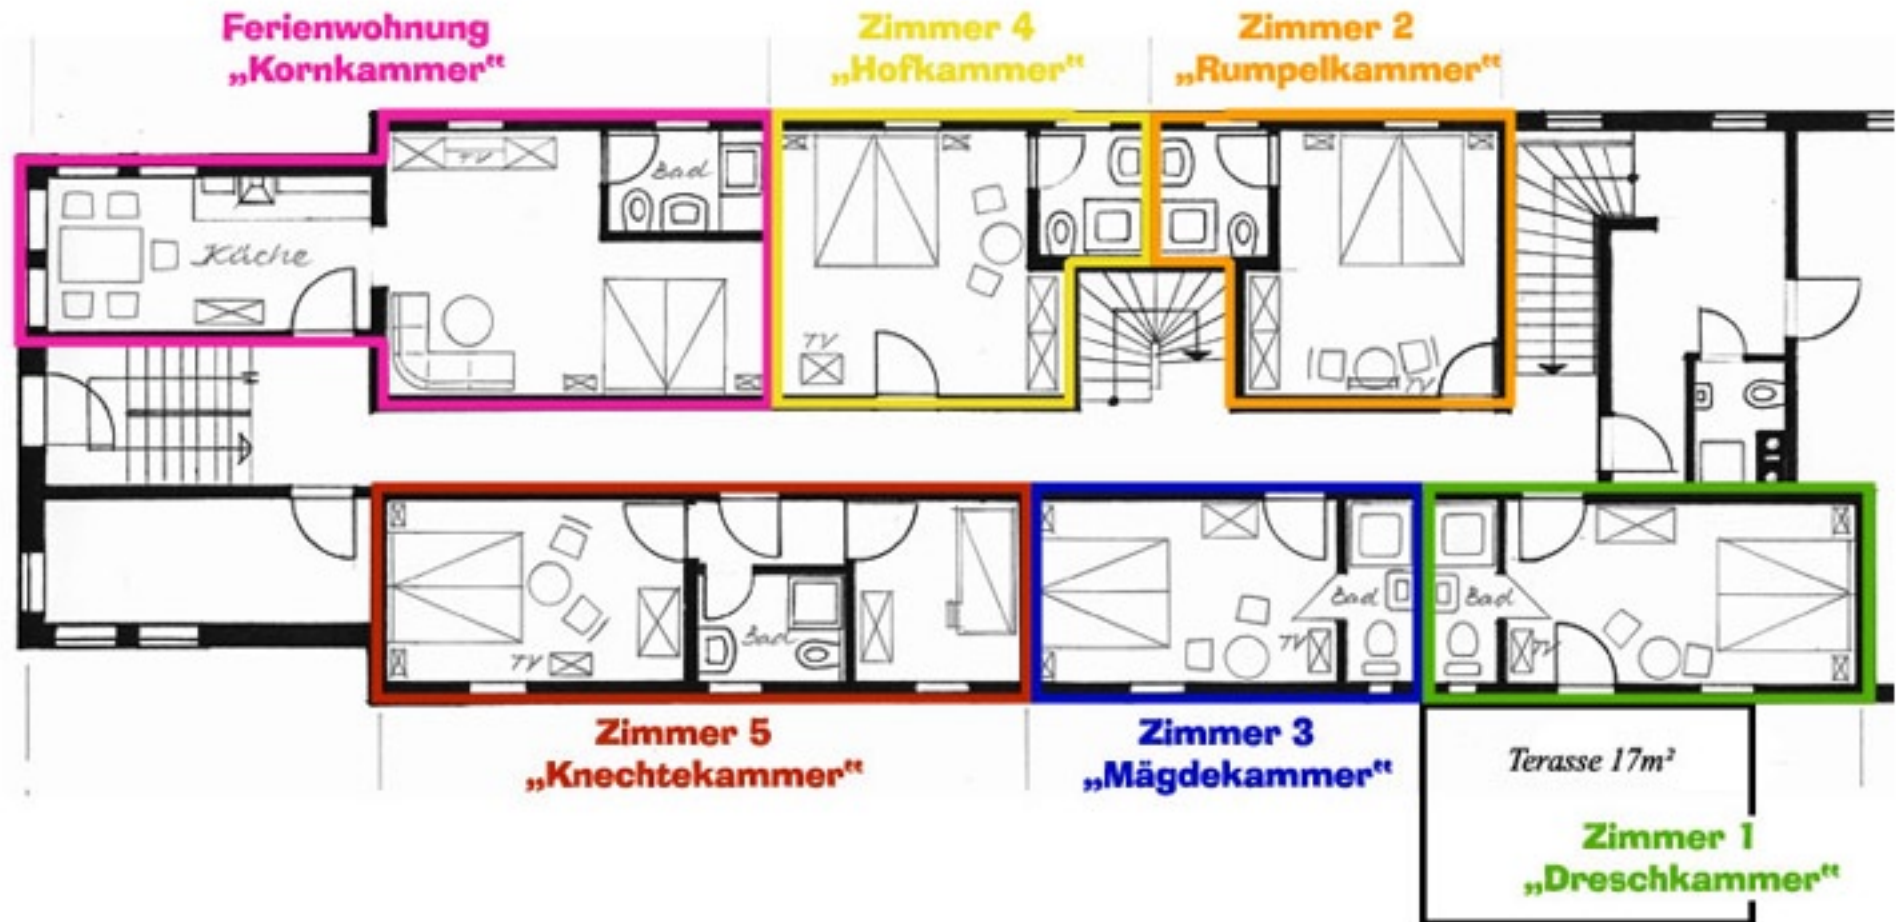 Ferienwohnung
„Kornkammer“
Zimmer 4
„Hofkammer“
Zimmer 2
„Rumpelkammer“
TV
Bad
Küche
TV
TV
Bad
Bad
TV
Bad
TV
TV
Zimmer 5
„Knechtekammer“
Zimmer 3
„Mägdekammer“
Terasse 17m²
Zimmer 1
„Dreschkammer“